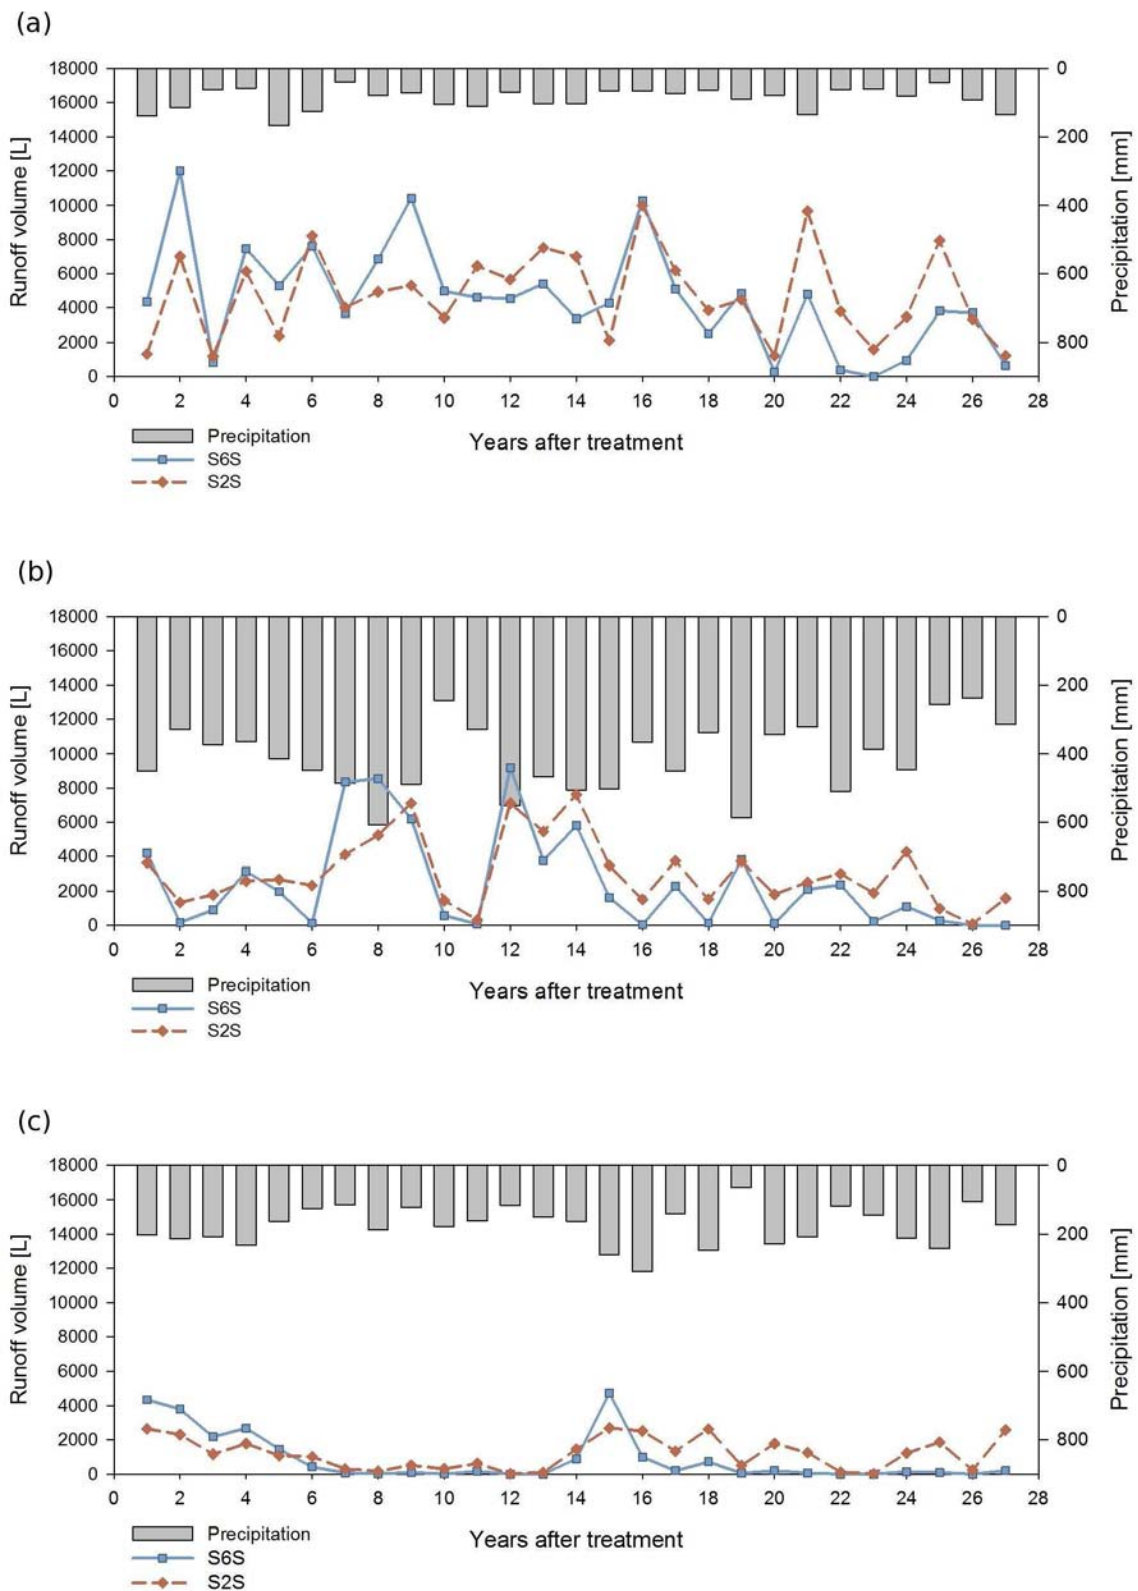 (a)
18000
16000
14000
12000
10000
8000
6000
4000
2000
0
Runoff volume [L]
0
200
400
600
800
Precipitation [mm]
0 2 4 6 8 10 12 14 16 18 20 22 24 26 28
Years after treatment
Precipitation
S6S
S2S
(b)
18000
16000
14000
12000
10000
8000
6000
4000
2000
0
Runoff volume [L]
0
200
400
600
800
Precipitation [mm]
0 2 4 6 8 10 12 14 16 18 20 22 24 26 28
Years after treatment
Precipitation
S6S
S2S
(c)
18000
16000
14000
12000
10000
8000
6000
4000
2000
0
Runoff volume [L]
0
200
400
600
800
Precipitation [mm]
0 2 4 6 8 10 12 14 16 18 20 22 24 26 28
Years after treatment
Precipitation
S6S
S2S